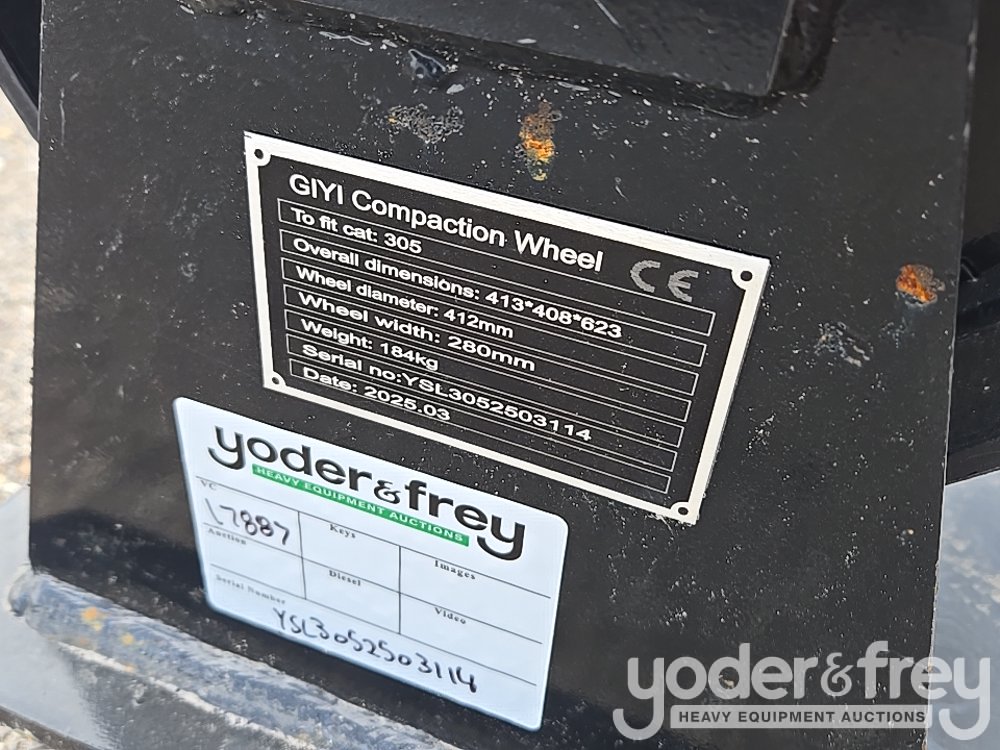 GIYI Compaction Wheel
CE
To fit cat: 305
Overall dimensions: 413*408*623
Wheel diameter: 412mm
Wheel width: 280mm
Weight: 184kg
Serial no:YSL3052503114
Date: 2025.03
yoder&frey
HEAVY EQUIPMENT AUCTIONS
VC
17887
Keys
Images
Auction
Diesel
Video
Serial Number
YSL3052503114
yoder&frey
HEAVY EQUIPMENT AUCTIONS